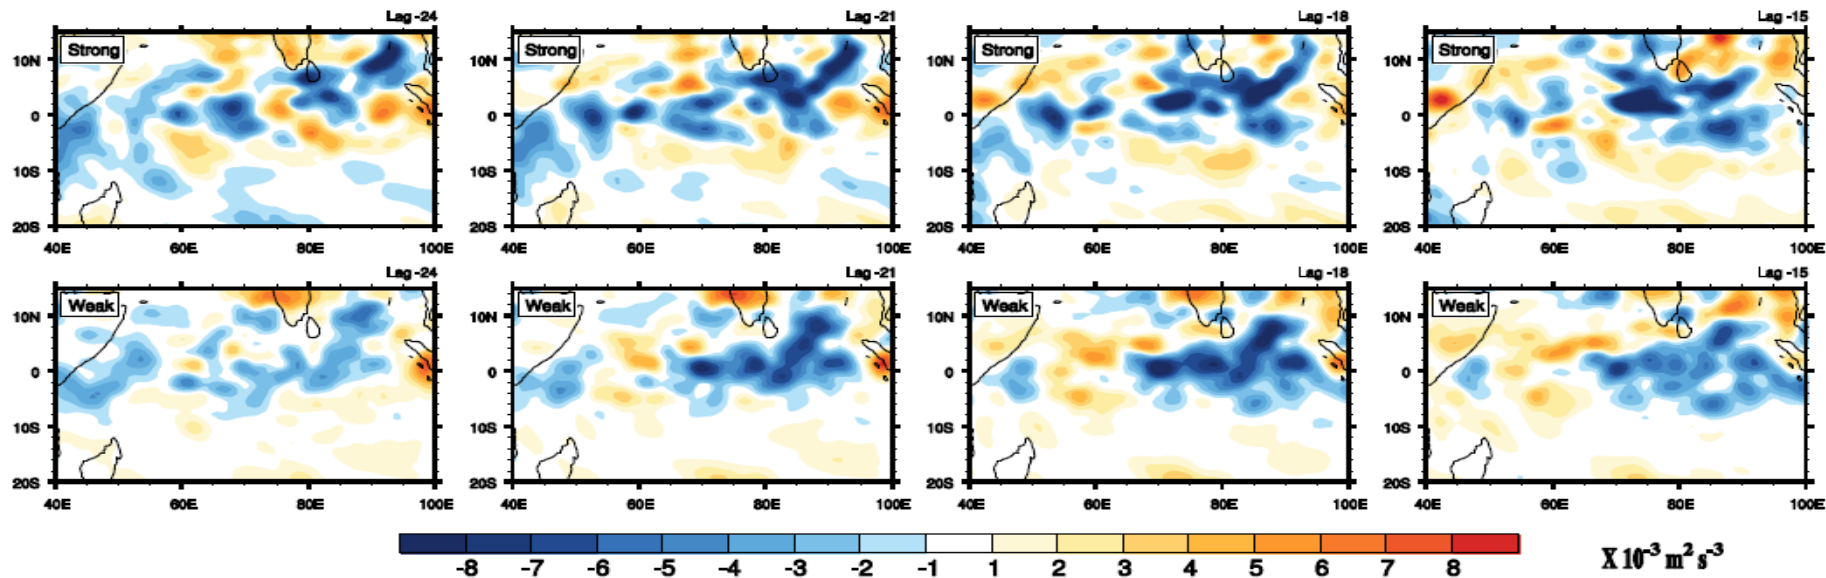 Lag -24 Lag -21 Lag -18 Lag -15
Strong Strong Strong Strong
10N 10N 10N 10N
0 0 0 0
10S 10S 10S 10S
20S 20S 20S 20S
40E 60E 80E 100E 40E 60E 80E 100E 40E 60E 80E 100E 40E 60E 80E 100E
Lag -24 Lag -21 Lag -18 Lag -15
Weak Weak Weak Weak
10N 10N 10N 10N
0 0 0 0
10S 10S 10S 10S
20S 20S 20S 20S
40E 60E 80E 100E 40E 60E 80E 100E 40E 60E 80E 100E 40E 60E 80E 100E
-8 -7 -6 -5 -4 -3 -2 -1 1 2 3 4 5 6 7 8
X 10⁻³ m² s⁻³